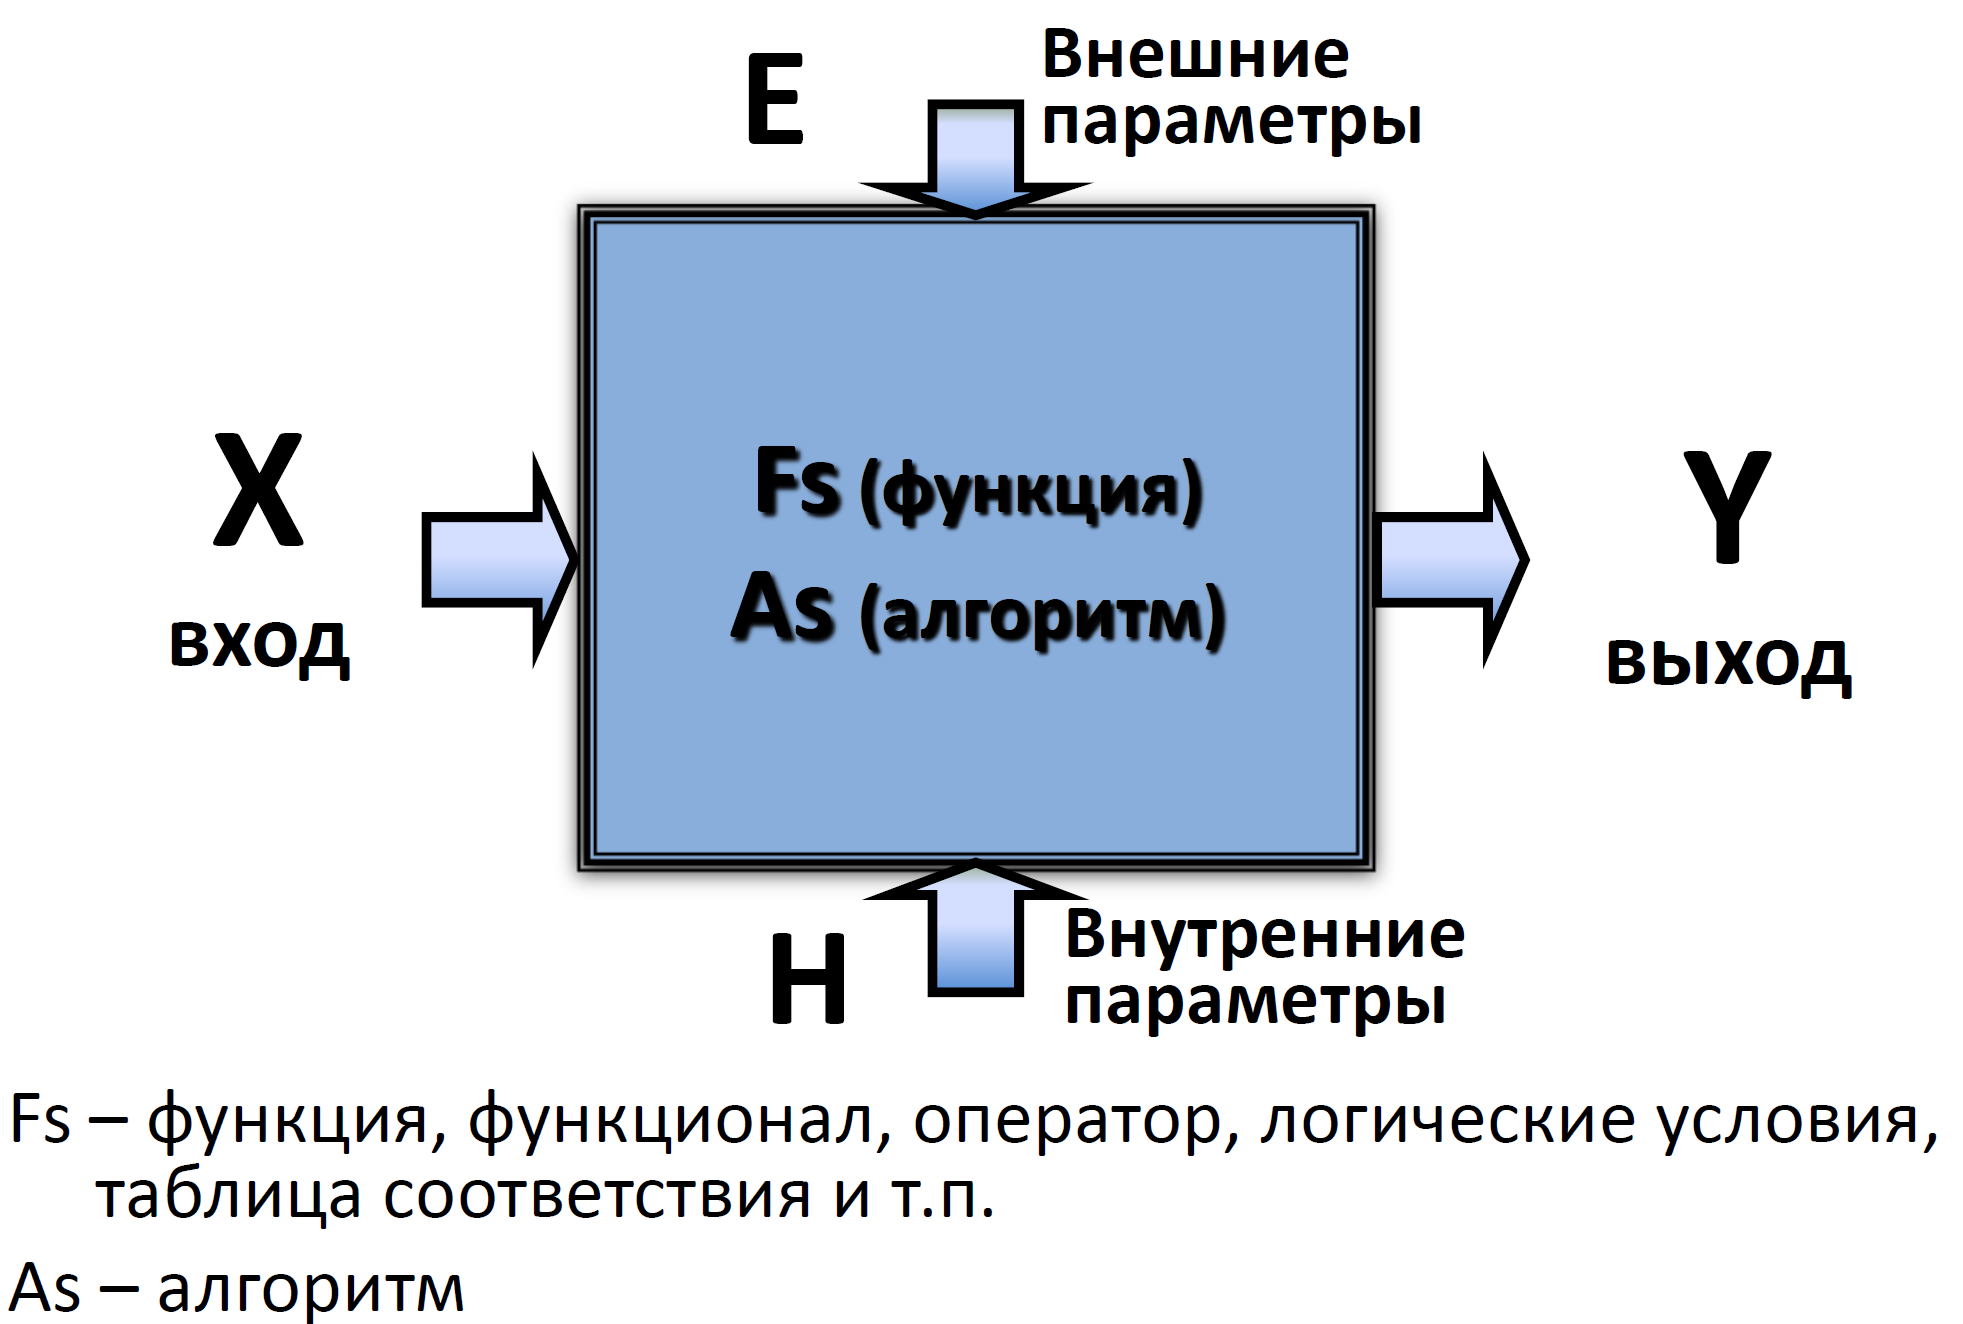 E
Внешние
параметры
X
вход
Fs (функция)
As (алгоритм)
Y
выход
H
Внутренние
параметры
Fs – функция, функционал, оператор, логические условия,
таблица соответствия и т.п.
As – алгоритм